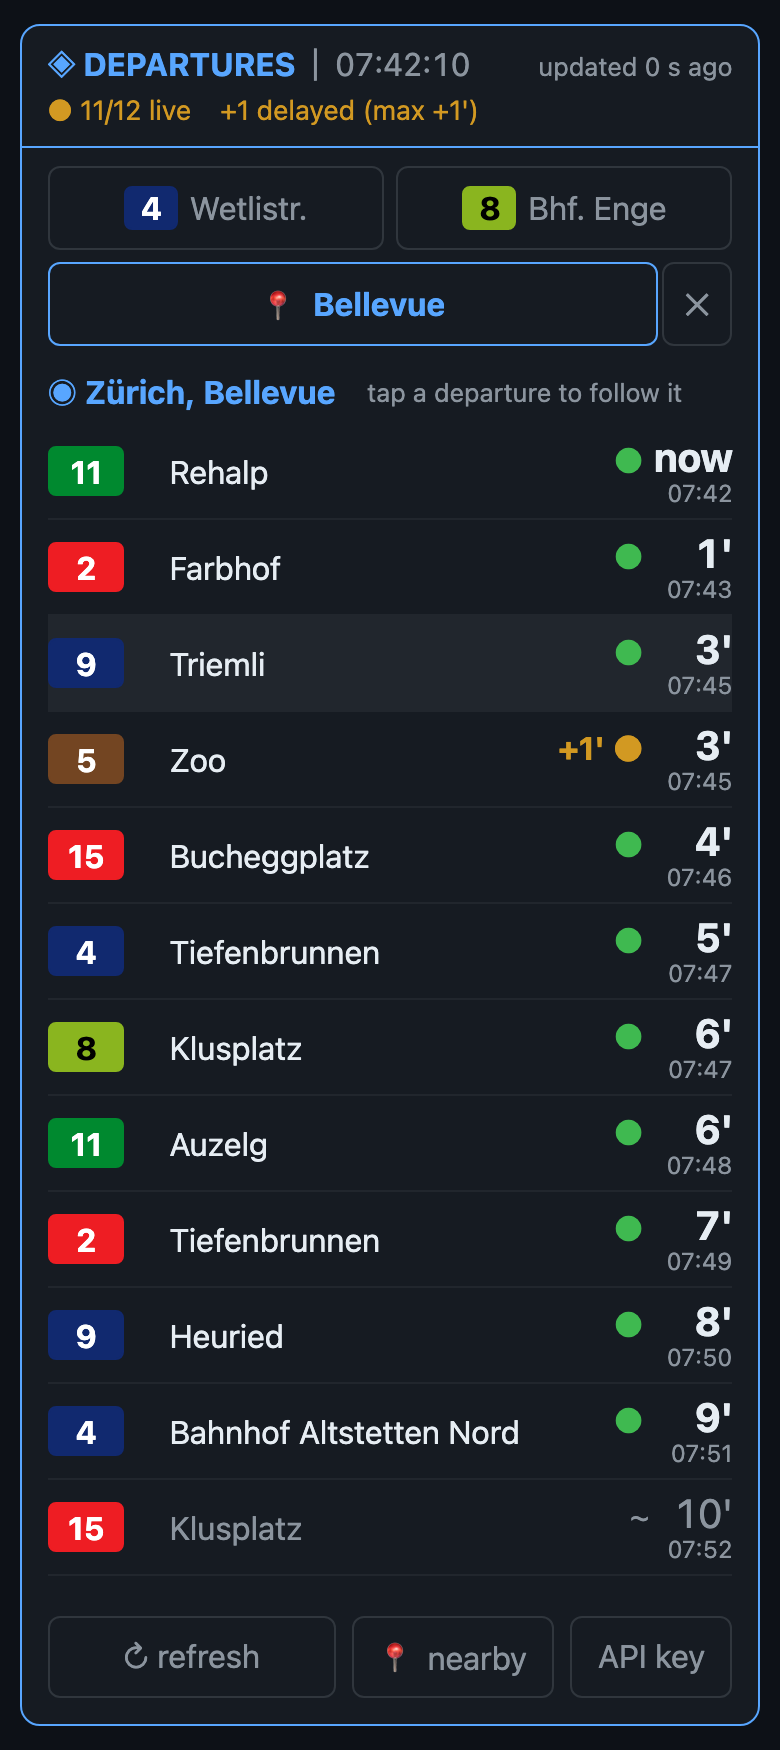 ◈ DEPARTURES | 07:42:10 updated 0 s ago
11/12 live +1 delayed (max +1')
4 Wetlistr.
8 Bhf. Enge
📍 Bellevue ×
◉ Zürich, Bellevue tap a departure to follow it
11 Rehalp now
07:42
2 Farbhof 1'
07:43
9 Triemli 3'
07:45
5 Zoo +1' 3'
07:45
15 Bucheggplatz 4'
07:46
4 Tiefenbrunnen 5'
07:47
8 Klusplatz 6'
07:47
11 Auzelg 6'
07:48
2 Tiefenbrunnen 7'
07:49
9 Heuried 8'
07:50
4 Bahnhof Altstetten Nord 9'
07:51
15 Klusplatz ~ 10'
07:52
↻ refresh 📍 nearby API key